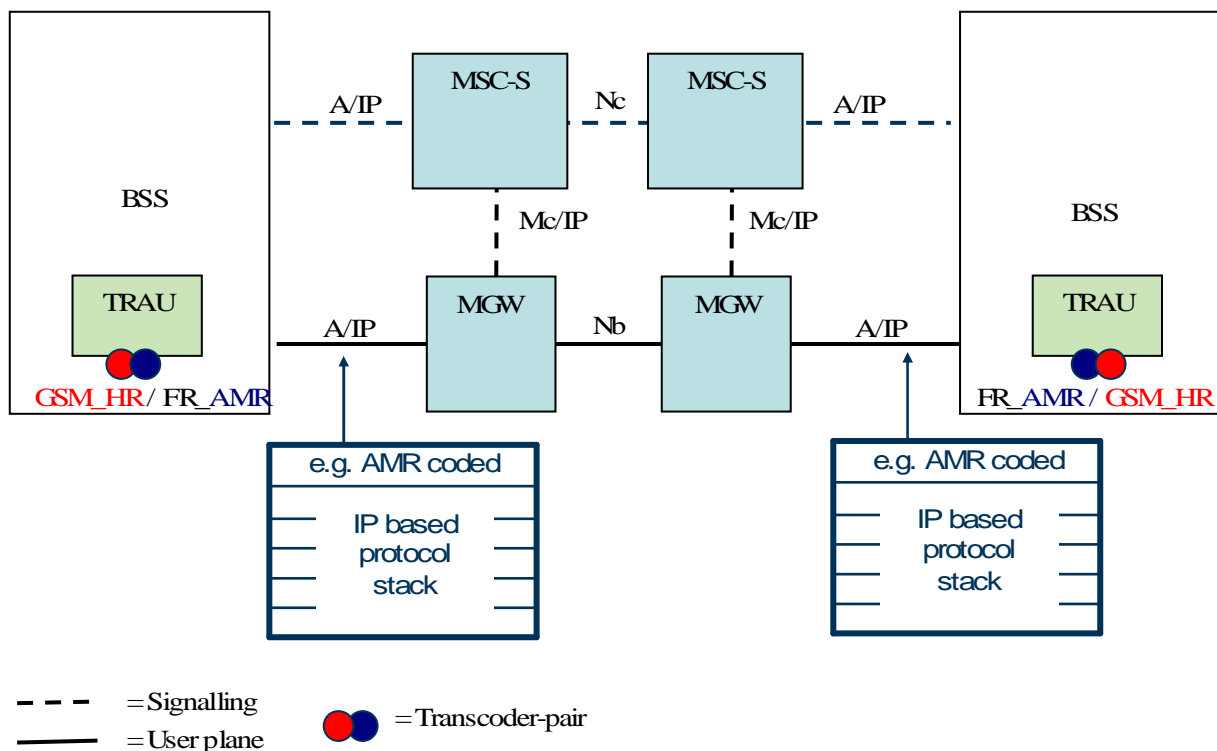 MSC-S
MSC-S
A/IP
Nc
A/IP
BSS
BSS
Mc/IP
Mc/IP
TRAU
MGW
MGW
TRAU
A/IP
Nb
A/IP
GSM_HR / FR_AMR
FR_AMR / GSM_HR
e.g. AMR coded
IP based
protocol
stack
e.g. AMR coded
IP based
protocol
stack
= Signalling
= User plane
= Transcoder-pair